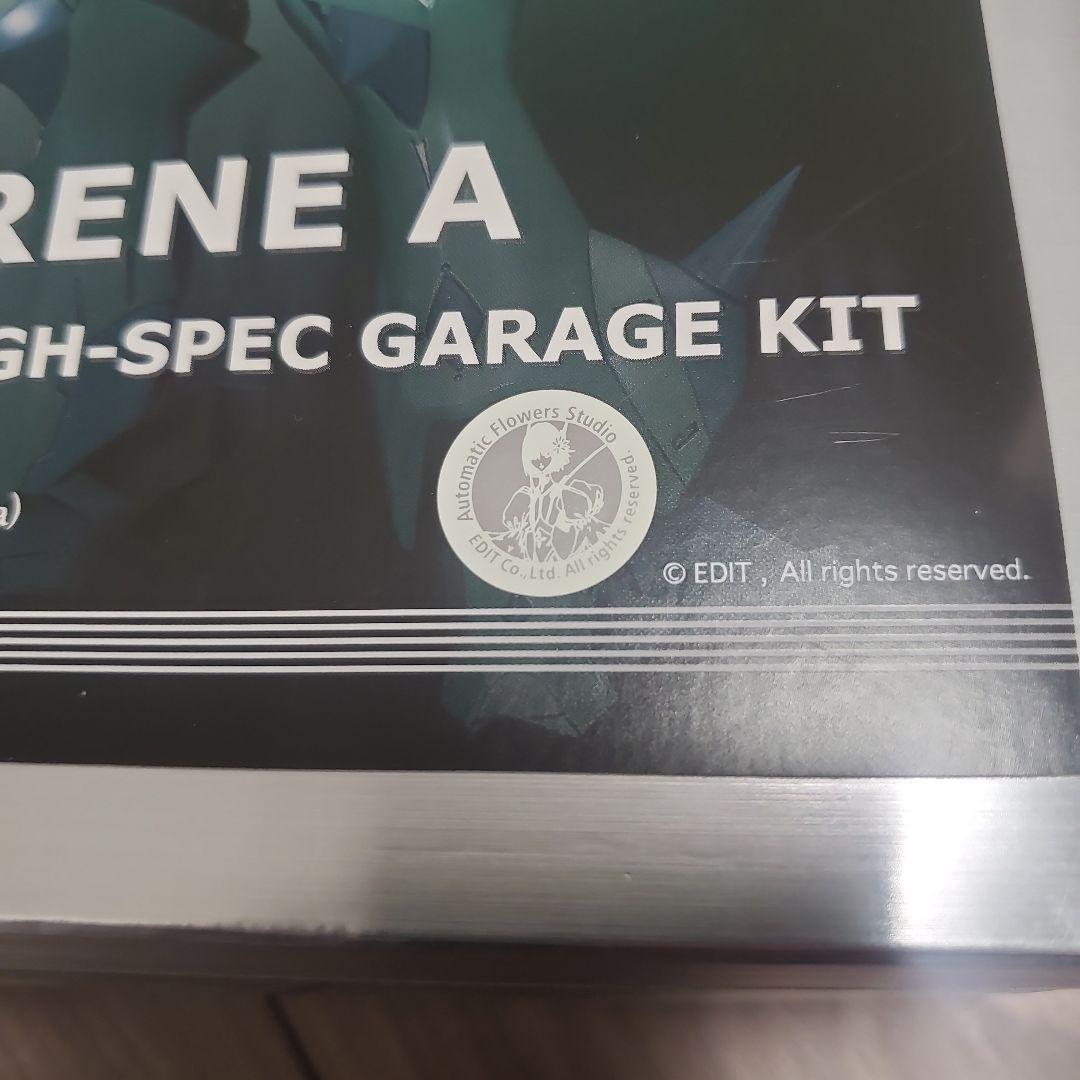 RENE A
GH-SPEC GARAGE KIT
a)
Automatic Flowers Studio
EDIT Co.,Ltd. All rights reserved.
© EDIT , All rights reserved.